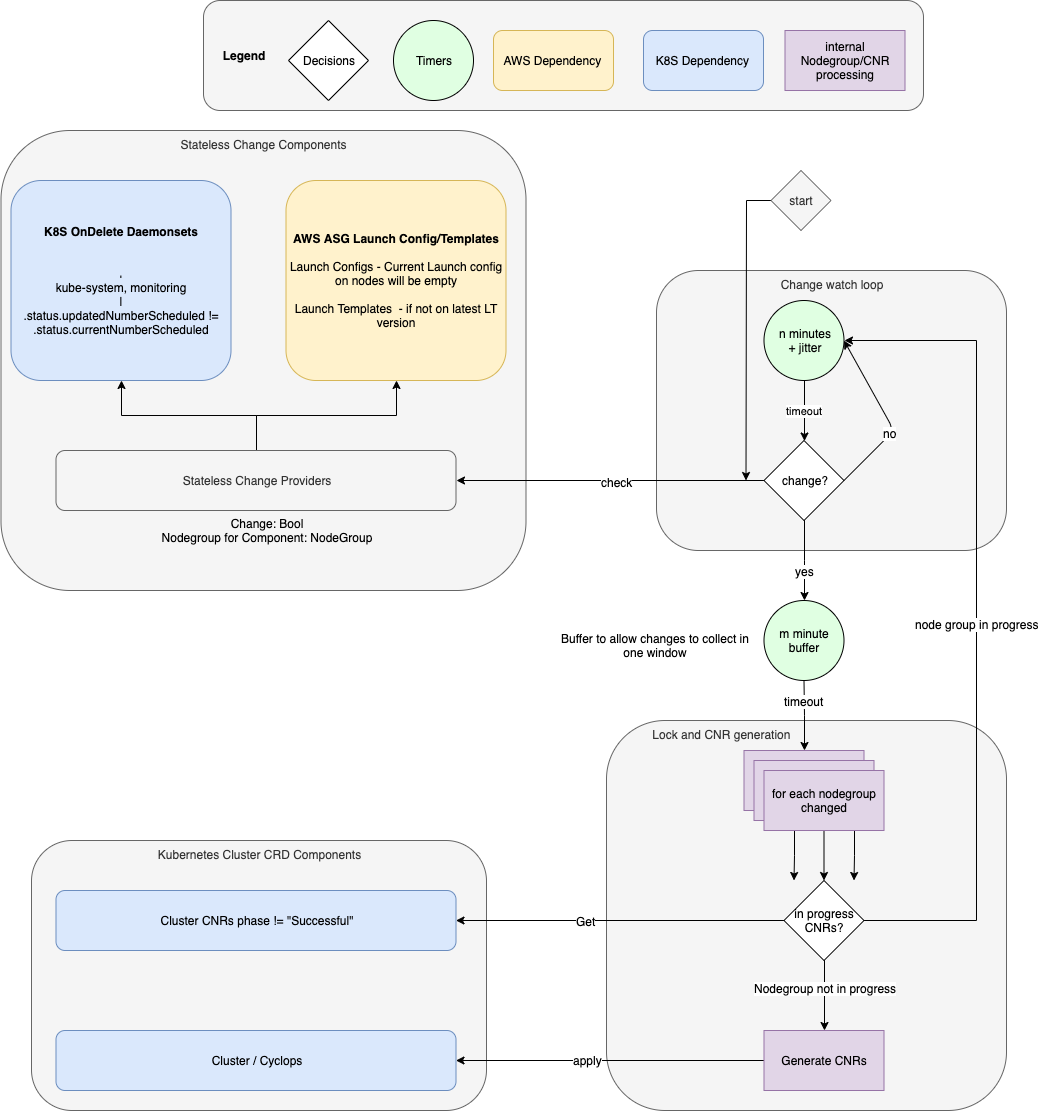 Legend
Decisions
Timers
AWS Dependency
K8S Dependency
internal
Nodegroup/CNR
processing
Stateless Change Components
K8S OnDelete Daemonsets
kube-system, monitoring
.status.updatedNumberScheduled !=
.status.currentNumberScheduled
AWS ASG Launch Config/Templates
Launch Configs - Current Launch config
on nodes will be empty
Launch Templates - if not on latest LT
version
Stateless Change Providers
Change: Bool
Nodegroup for Component: NodeGroup
start
Change watch loop
n minutes
+ jitter
timeout
no
change?
check
yes
node group in progress
Buffer to allow changes to collect in
one window
m minute
buffer
timeout
Lock and CNR generation
for each nodegroup
changed
in progress
CNRs?
Get
Nodegroup not in progress
Generate CNRs
apply
Kubernetes Cluster CRD Components
Cluster CNRs phase != "Successful"
Cluster / Cyclops